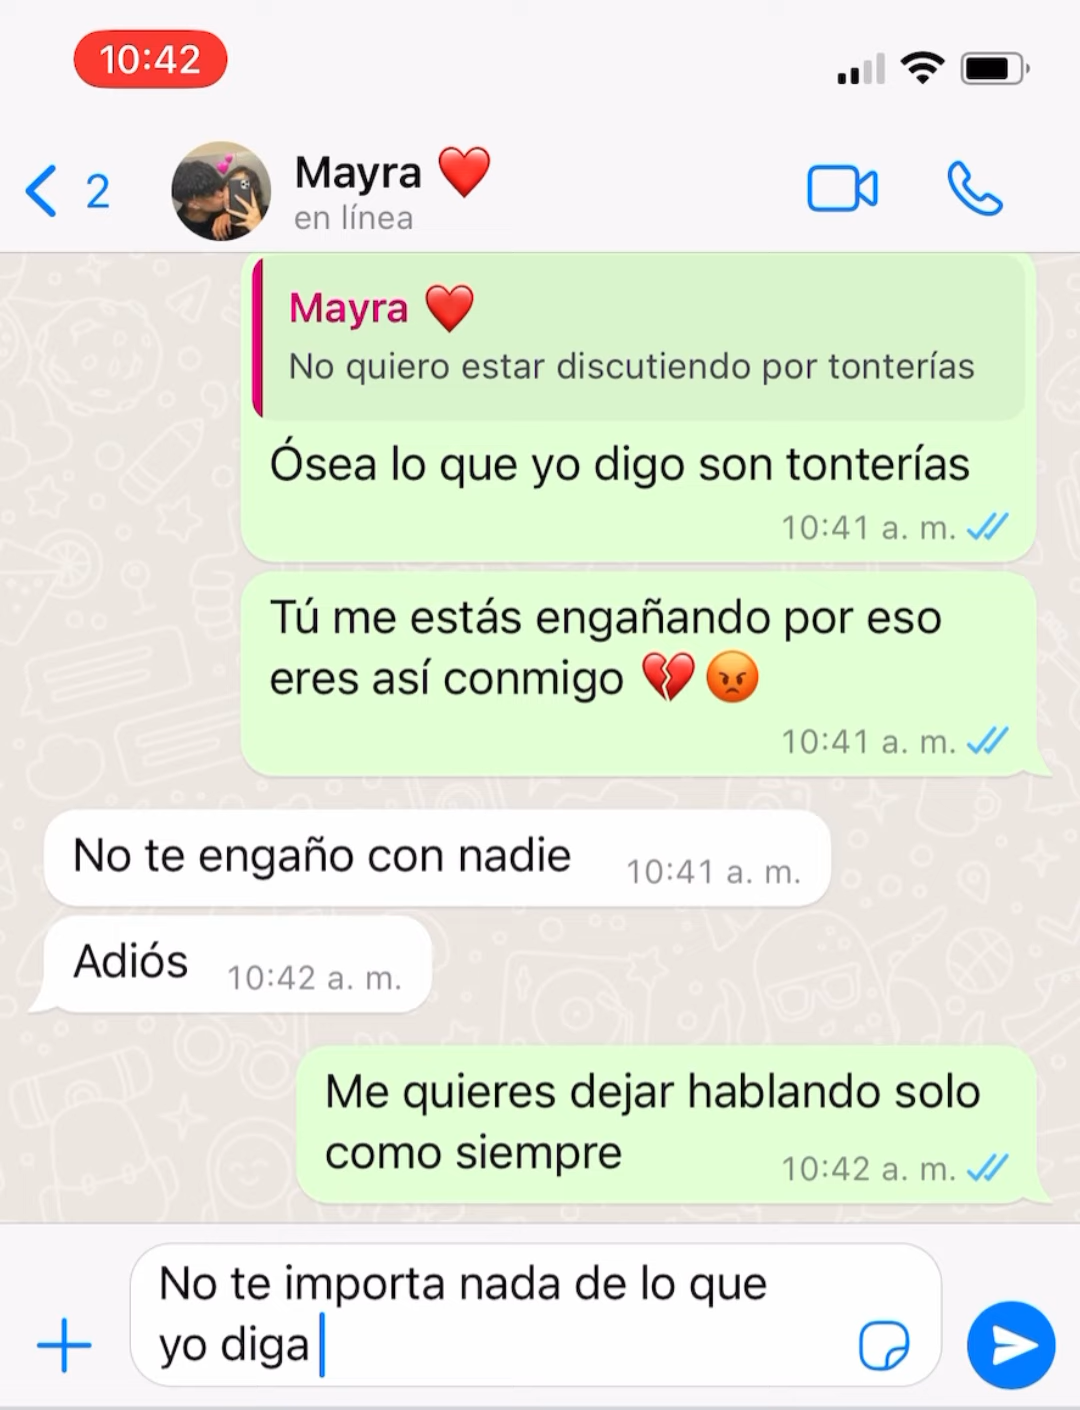 10:42
2
Mayra ❤️
en línea
Mayra ❤️
No quiero estar discutiendo por tonterías
Ósea lo que yo digo son tonterías
10:41 a. m.
Tú me estás engañando por eso
eres así conmigo 💔😡
10:41 a. m.
No te engaño con nadie 10:41 a. m.
Adiós 10:42 a. m.
Me quieres dejar hablando solo
como siempre 10:42 a. m.
No te importa nada de lo que
yo diga